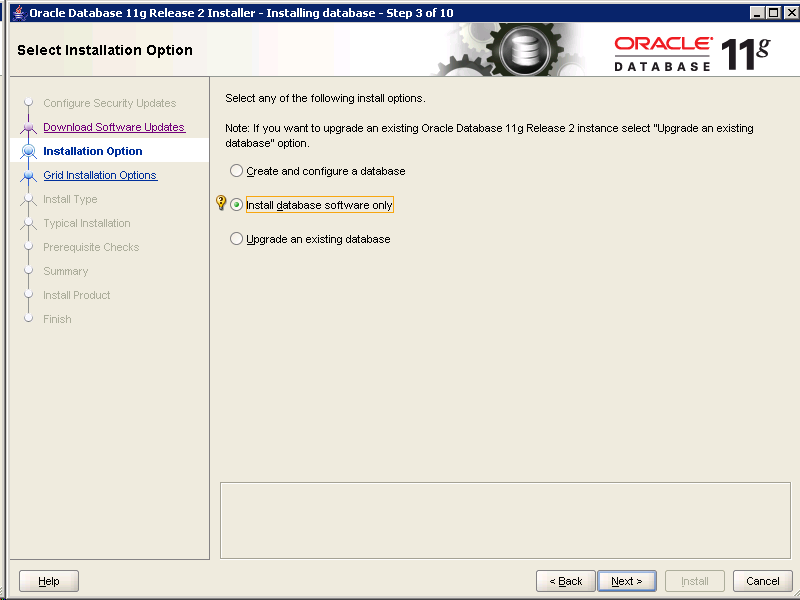 Oracle Database 11g Release 2 Installer - Installing database - Step 3 of 10
Select Installation Option
ORACLE
DATABASE
11g
Configure Security Updates
Download Software Updates
Installation Option
Grid Installation Options
Install Type
Typical Installation
Prerequisite Checks
Summary
Install Product
Finish
Select any of the following install options.
Note: If you want to upgrade an existing Oracle Database 11g Release 2 instance select "Upgrade an existing
database" option.
Create and configure a database
Install database software only
Upgrade an existing database
Help
< Back
Next >
Install
Cancel